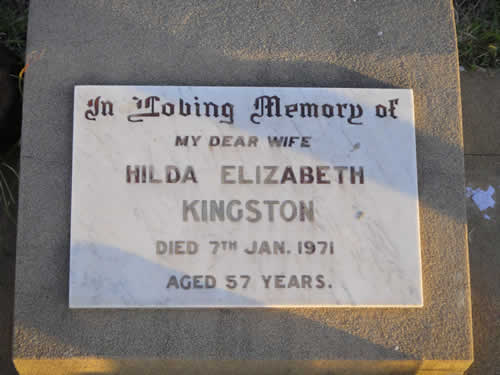 In Loving Memory of
MY DEAR WIFE
HILDA ELIZABETH
KINGSTON
DIED 7TH JAN. 1971
AGED 57 YEARS.